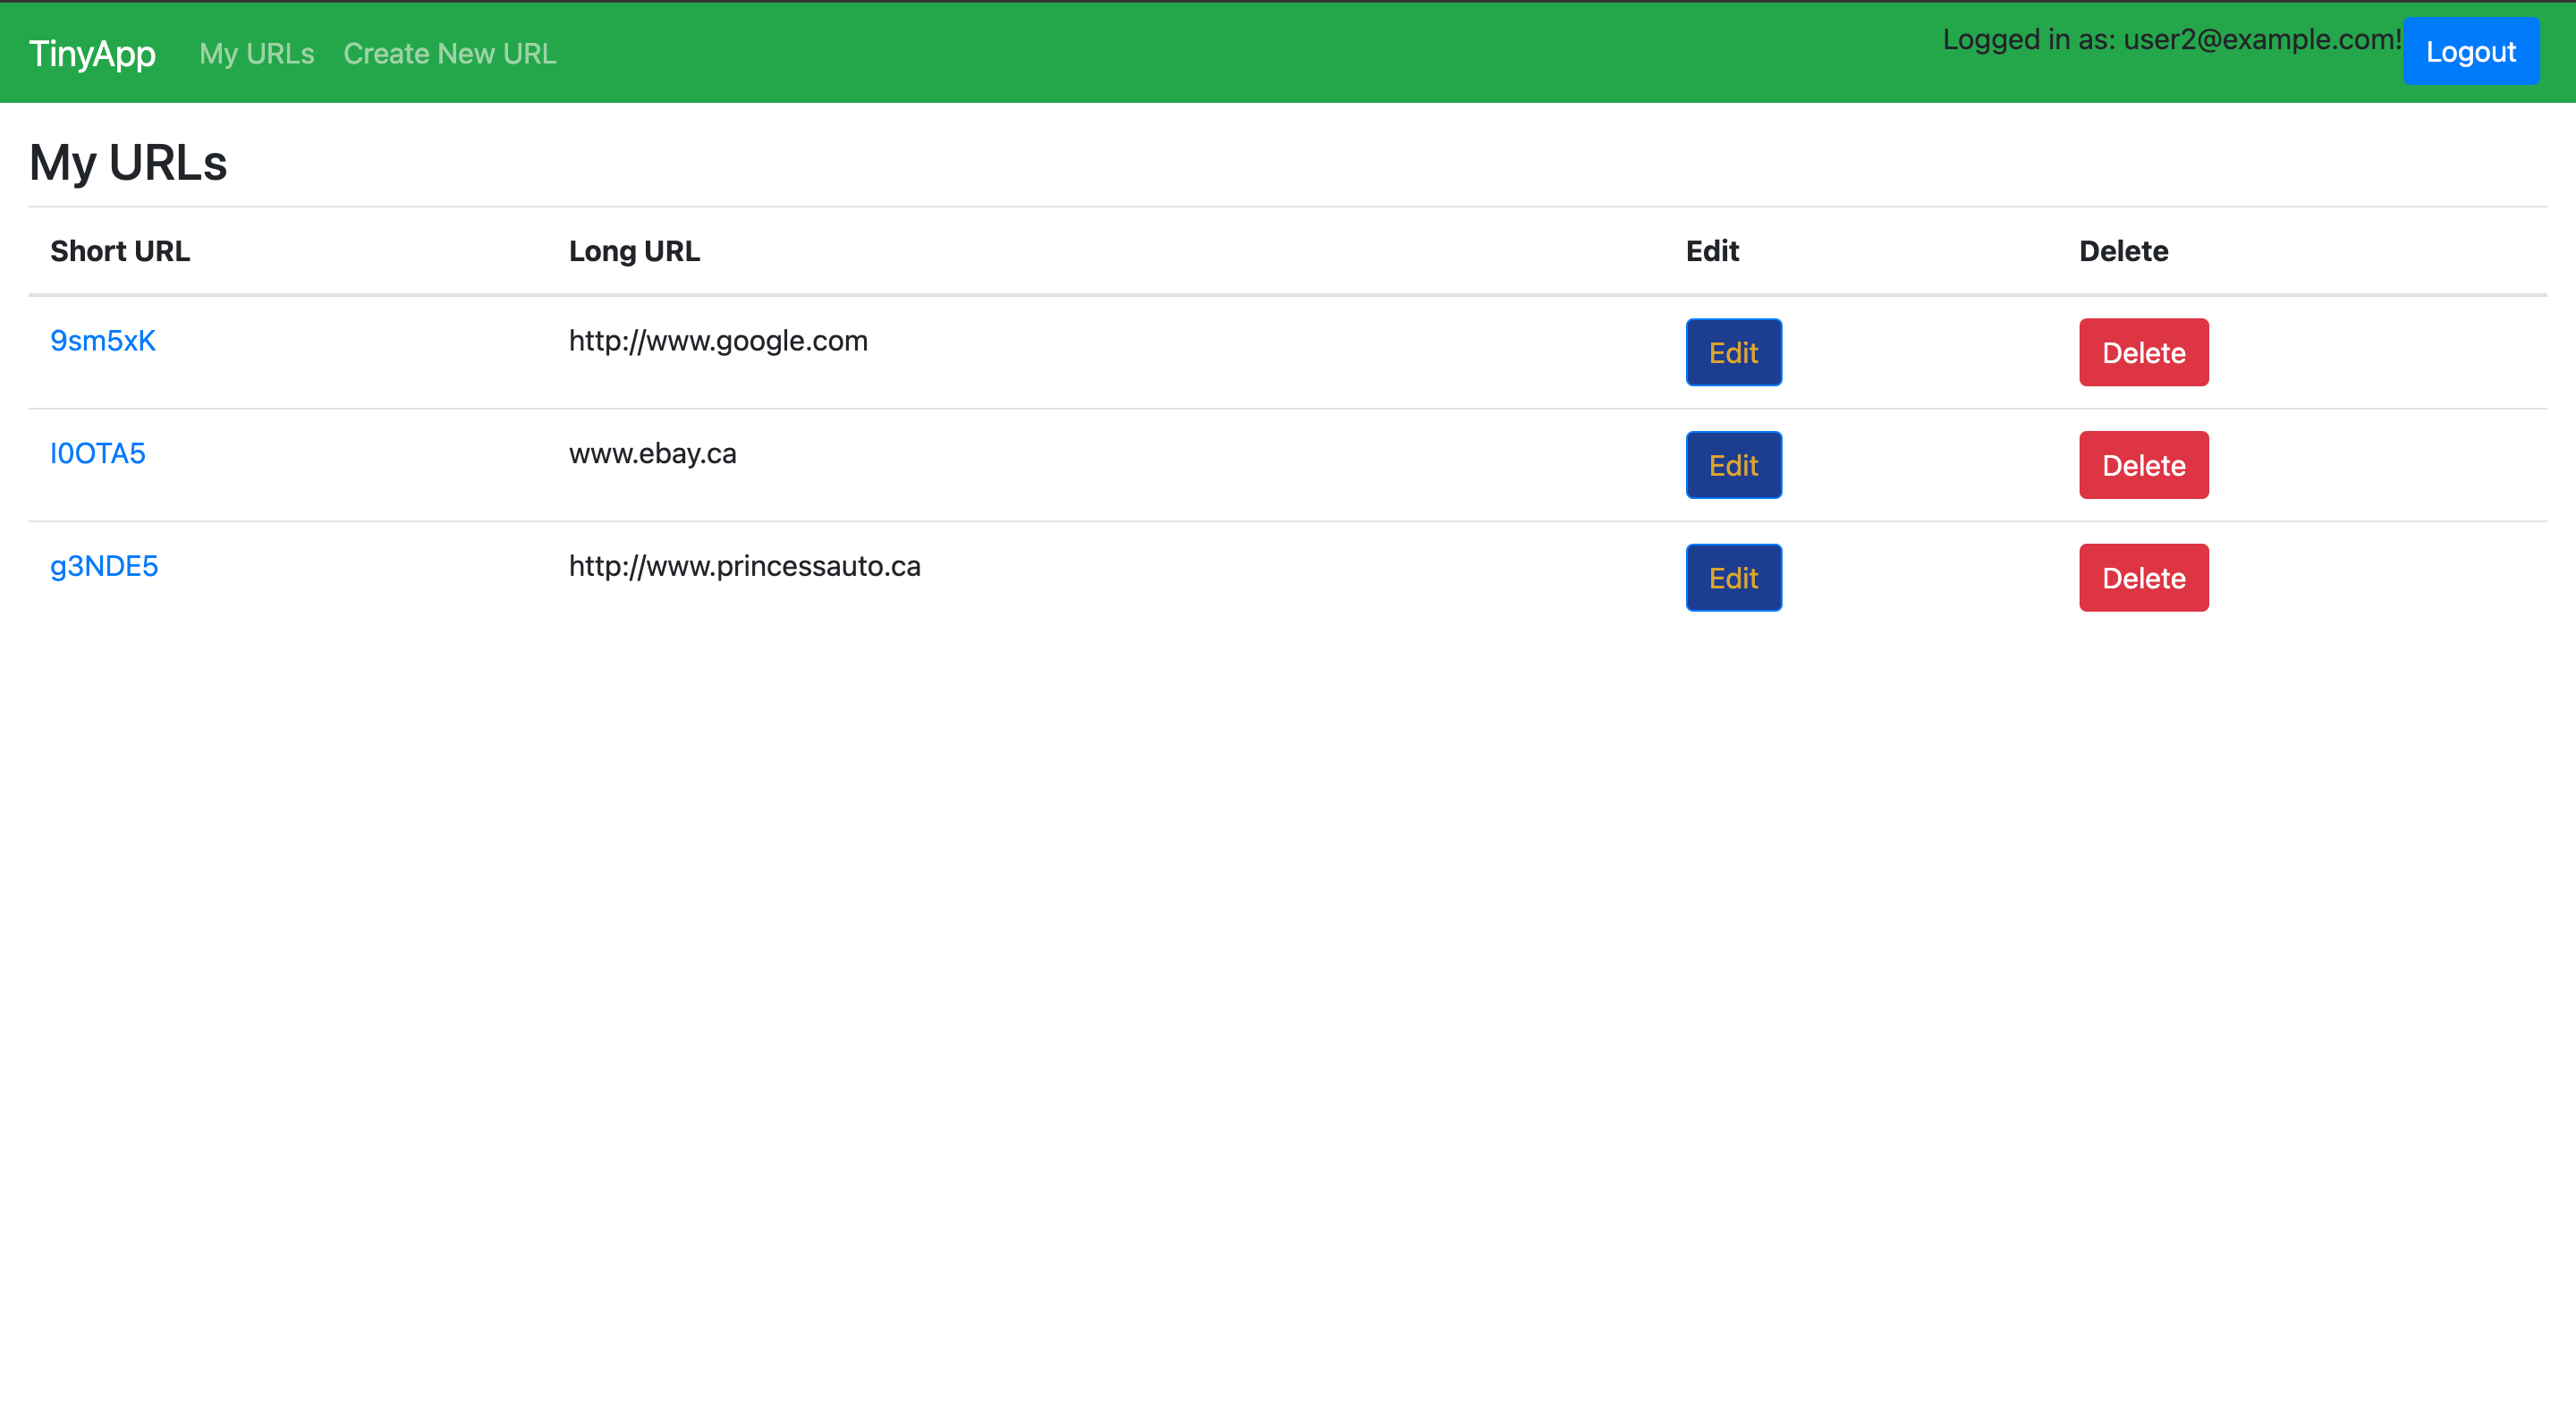 TinyApp My URLs Create New URL Logged in as: user2@example.com! Logout
My URLs
Short URL Long URL Edit Delete
9sm5xK http://www.google.com Edit Delete
I0OTA5 www.ebay.ca Edit Delete
g3NDE5 http://www.princessauto.ca Edit Delete